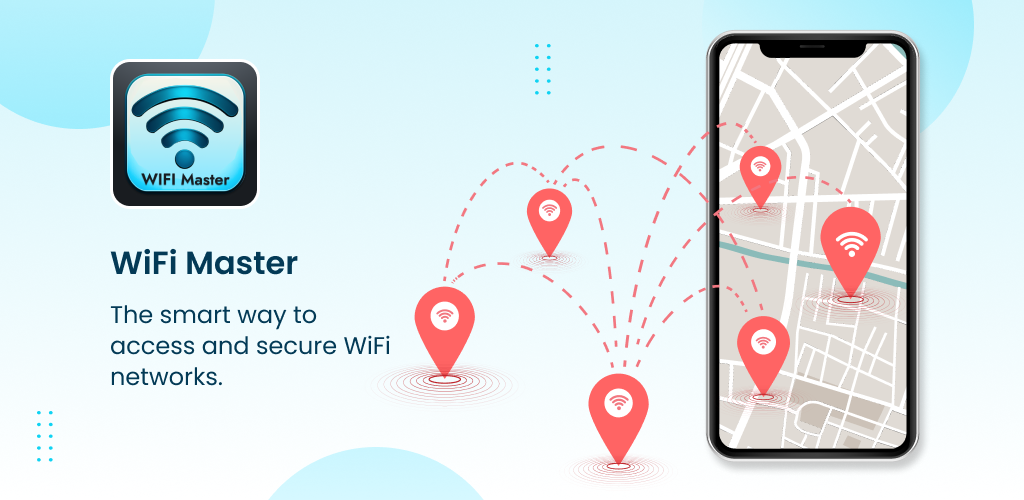 WIFI Master
WiFi Master
The smart way to
access and secure WiFi
networks.